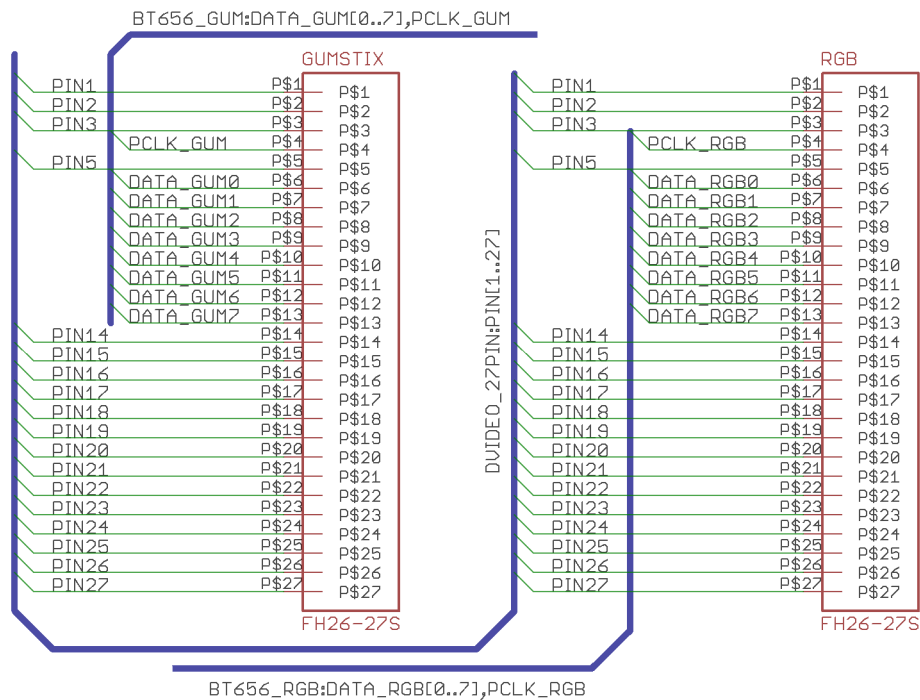 BT656_GUM:DATA_GUM[0..7],PCLK_GUM
GUMSTIX
PIN1 P$1 P$1
PIN2 P$2 P$2
PIN3 P$3 P$3
PCLK_GUM P$4 P$4
PIN5 P$5 P$5
DATA_GUM0 P$6 P$6
DATA_GUM1 P$7 P$7
DATA_GUM2 P$8 P$8
DATA_GUM3 P$9 P$9
DATA_GUM4 P$10 P$10
DATA_GUM5 P$11 P$11
DATA_GUM6 P$12 P$12
DATA_GUM7 P$13 P$13
PIN14 P$14 P$14
PIN15 P$15 P$15
PIN16 P$16 P$16
PIN17 P$17 P$17
PIN18 P$18 P$18
PIN19 P$19 P$19
PIN20 P$20 P$20
PIN21 P$21 P$21
PIN22 P$22 P$22
PIN23 P$23 P$23
PIN24 P$24 P$24
PIN25 P$25 P$25
PIN26 P$26 P$26
PIN27 P$27 P$27
FH26-27S
DVIDEO_27PIN:PIN[1..27]
RGB
PIN1 P$1 P$1
PIN2 P$2 P$2
PIN3 P$3 P$3
PCLK_RGB P$4 P$4
PIN5 P$5 P$5
DATA_RGB0 P$6 P$6
DATA_RGB1 P$7 P$7
DATA_RGB2 P$8 P$8
DATA_RGB3 P$9 P$9
DATA_RGB4 P$10 P$10
DATA_RGB5 P$11 P$11
DATA_RGB6 P$12 P$12
DATA_RGB7 P$13 P$13
PIN14 P$14 P$14
PIN15 P$15 P$15
PIN16 P$16 P$16
PIN17 P$17 P$17
PIN18 P$18 P$18
PIN19 P$19 P$19
PIN20 P$20 P$20
PIN21 P$21 P$21
PIN22 P$22 P$22
PIN23 P$23 P$23
PIN24 P$24 P$24
PIN25 P$25 P$25
PIN26 P$26 P$26
PIN27 P$27 P$27
FH26-27S
BT656_RGB:DATA_RGB[0..7],PCLK_RGB